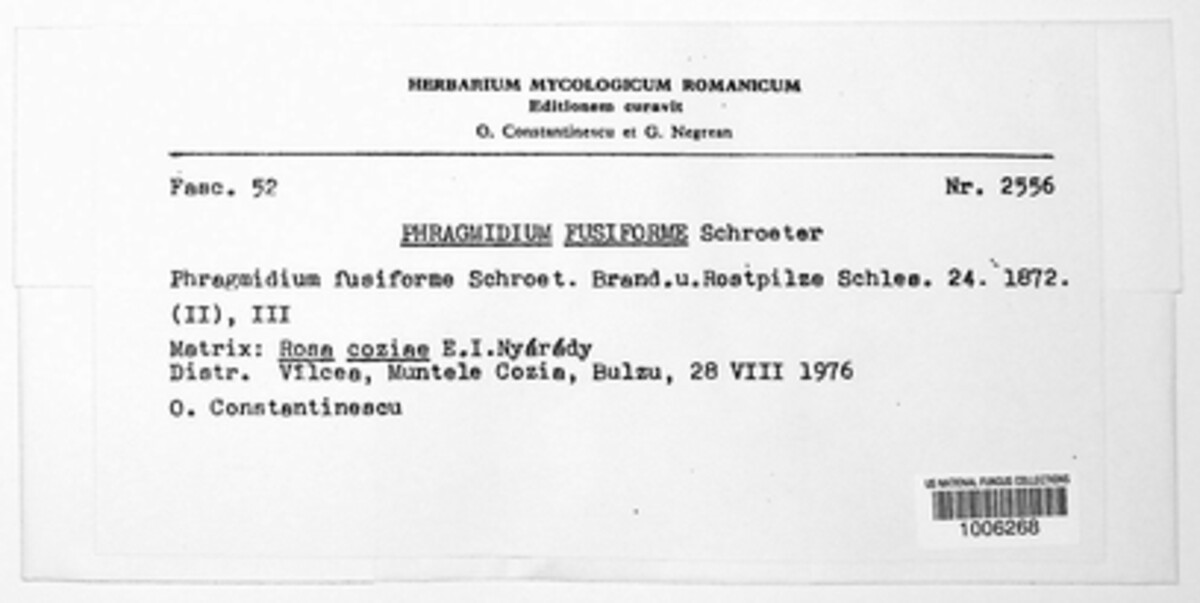 HERBARIUM MYCOLOGICUM ROMANICUM
Editionem curavit
O. Constantinescu et G. Negrean
Fasc. 52 Nr. 2556
PHRAGMIDIUM FUSIFORME Schroeter
Phragmidium fusiforme Schroet. Brand.u.Rostpilze Schles. 24. 1872.
(II), III
Matrix: Rosa coziae E.I.Nyárády
Distr. Vîlcea, Muntele Cozia, Bulzu, 28 VIII 1976
O. Constantinescu
US NATIONAL FUNGUS COLLECTIONS
1006268